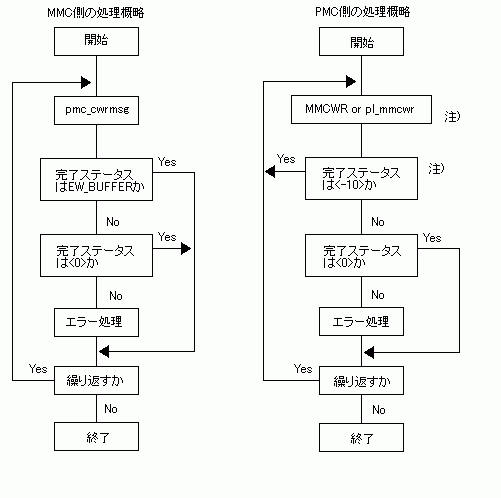 MMC側の処理概略
開始
pmc_cwrmsg
完了ステータス
はEW_BUFFERか
Yes
No
完了ステータス
は<0>か
Yes
No
エラー処理
繰り返すか
Yes
No
終了
PMC側の処理概略
開始
MMCWR or pl_mmcwr
注)
完了ステータス
は<-10>か
注)
Yes
No
完了ステータス
は<0>か
Yes
No
エラー処理
繰り返すか
Yes
No
終了